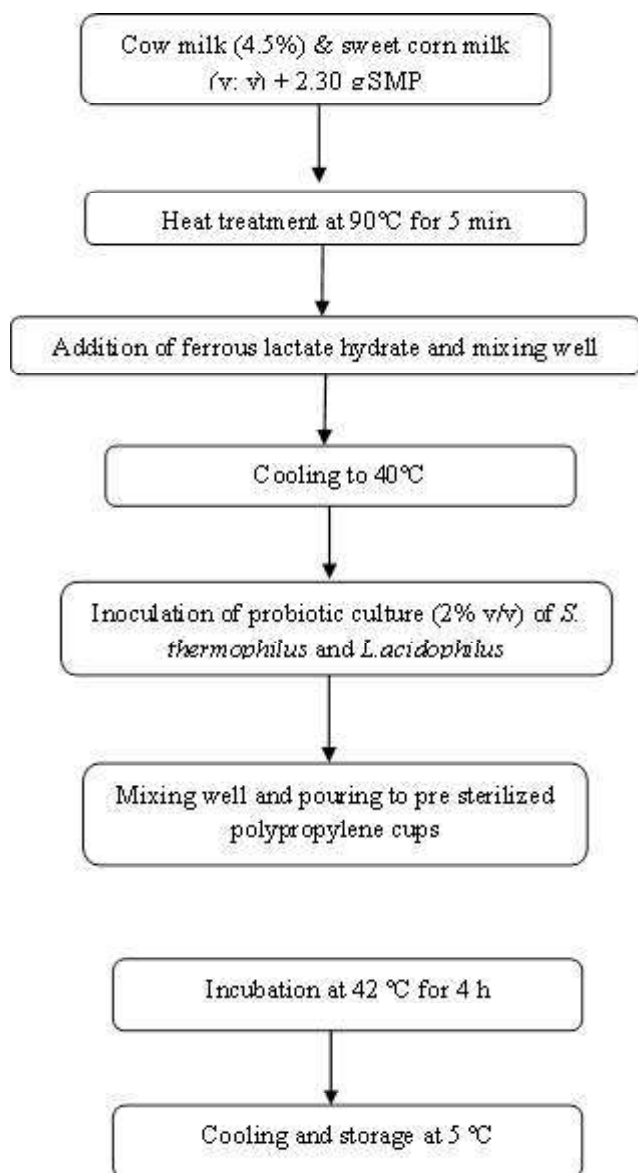 Cow milk (4.5%) & sweet corn milk
(v: v) + 2.30 gSMP
Heat treatment at 90°C for 5 min
Addition of ferrous lactate hydrate and mixing well
Cooling to 40°C
Inoculation of probiotic culture (2% v/v) of S.
thermophilus and L.acidophilus
Mixing well and pouring to pre sterilized
polypropylene cups
Incubation at 42 °C for 4 h
Cooling and storage at 5 °C